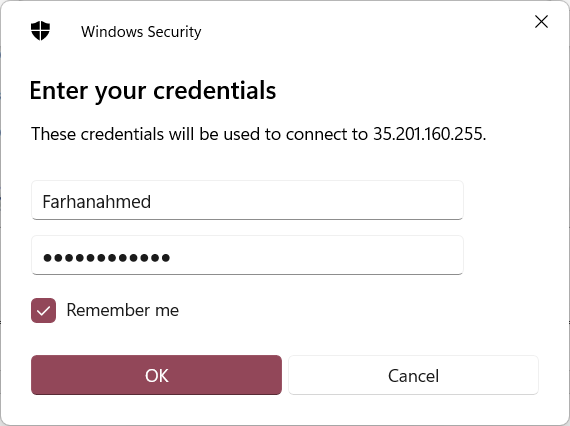 Windows Security
Enter your credentials
These credentials will be used to connect to 35.201.160.255.
Farhanahmed
●●●●●●●●●●●●
Remember me
OK Cancel